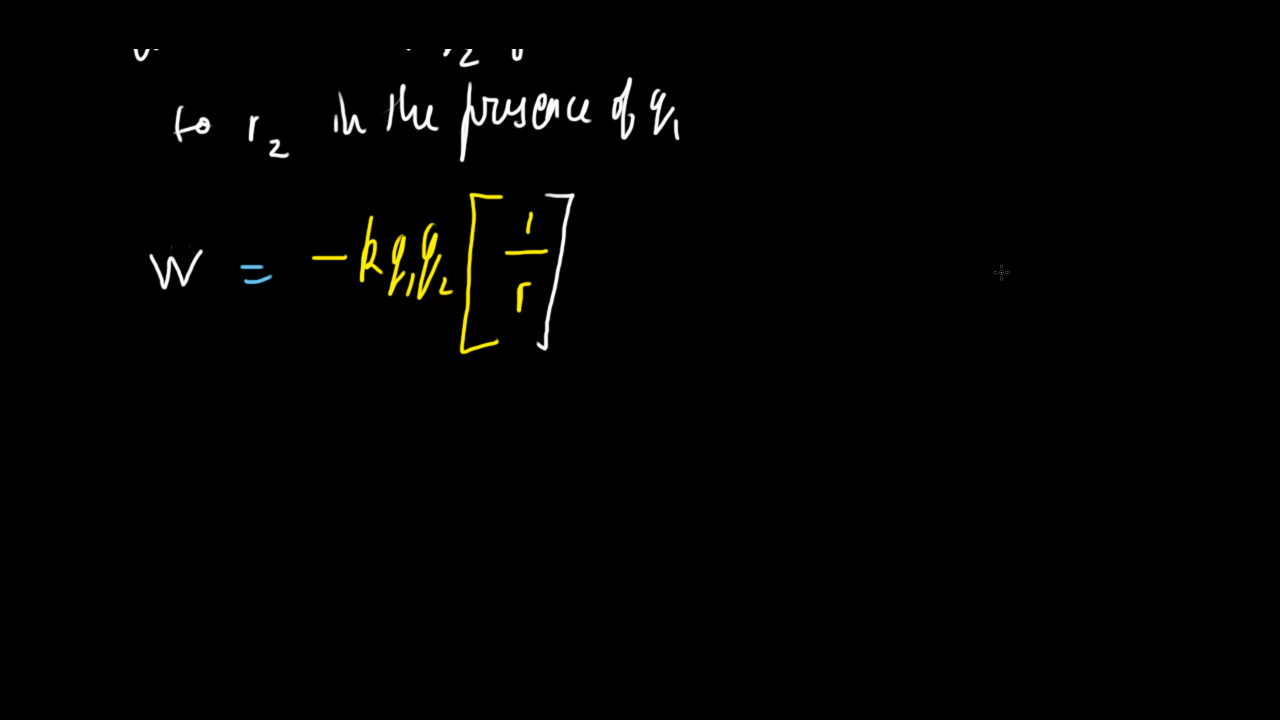 to r₂ in the presence of q₁
W = -kq₁q₂ [1/r]